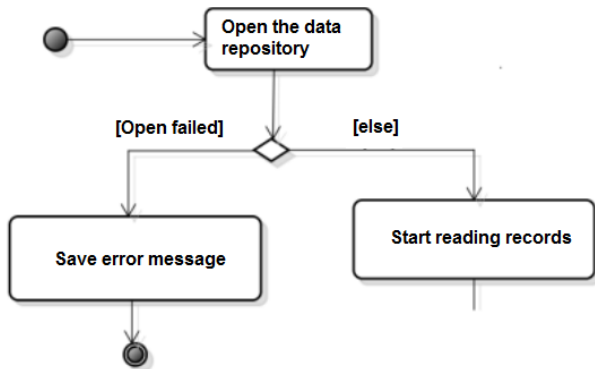 Open the data
repository
[Open failed]
[else]
Save error message
Start reading records